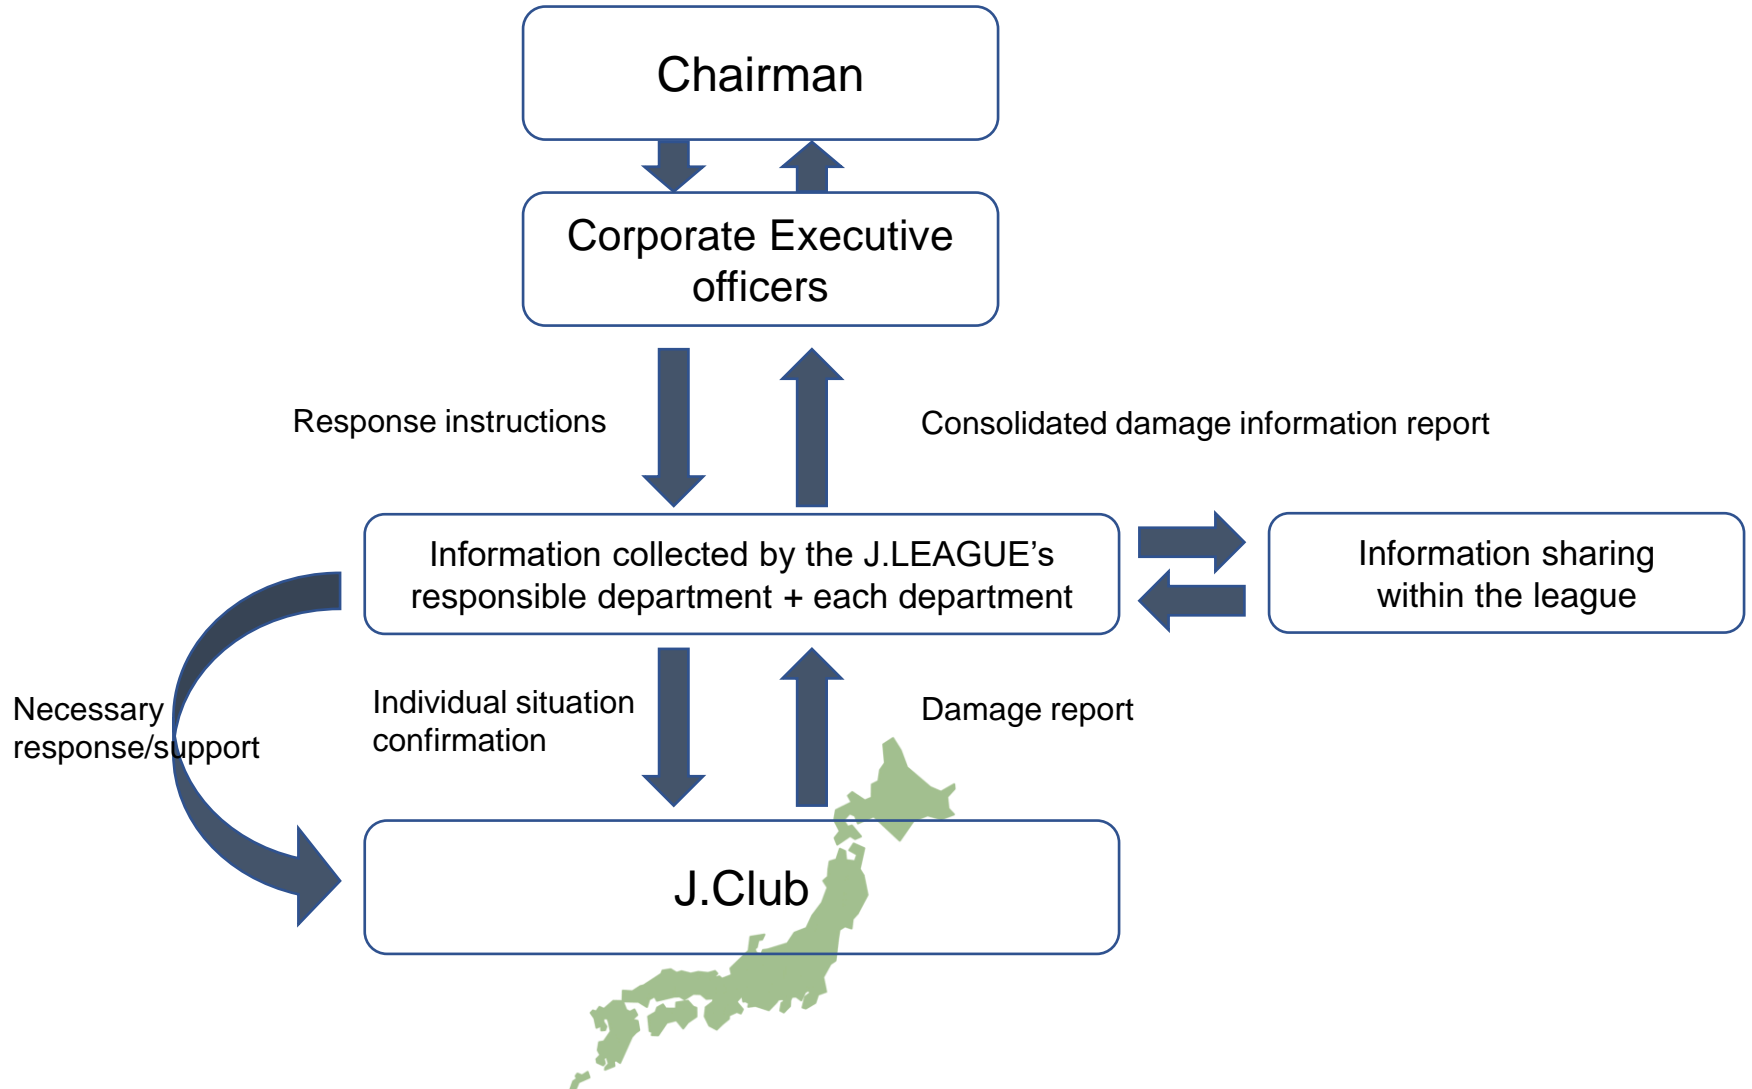 Chairman
Corporate Executive
officers
Response instructions
Consolidated damage information report
Information collected by the J.LEAGUE’s
responsible department + each department
Information sharing
within the league
Necessary
response/support
Individual situation
confirmation
Damage report
J.Club